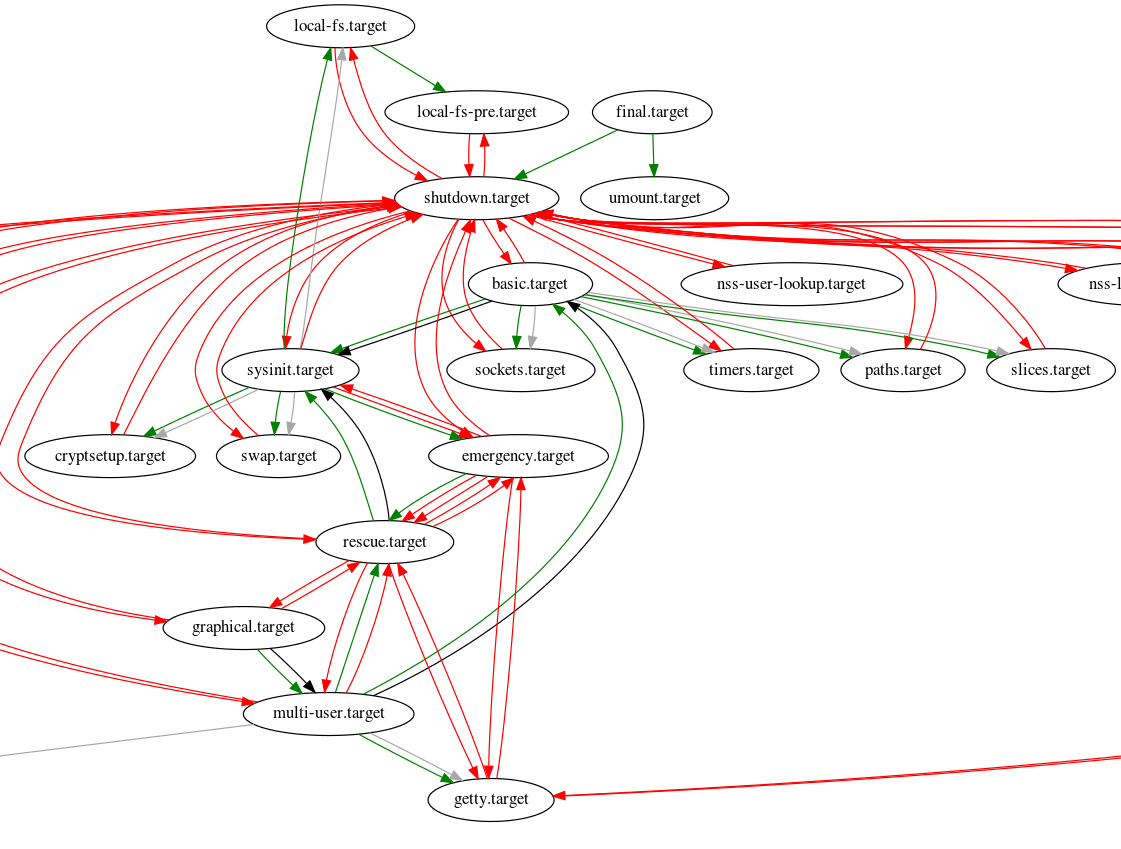 local-fs.target
local-fs-pre.target
final.target
shutdown.target
umount.target
basic.target
nss-user-lookup.target
nss-l
sysinit.target
sockets.target
timers.target
paths.target
slices.target
cryptsetup.target
swap.target
emergency.target
rescue.target
graphical.target
multi-user.target
getty.target